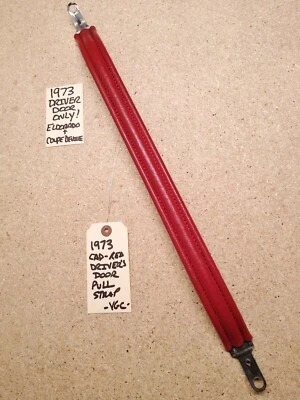 1973
DRIVER
DOOR
ONLY!
ELDORADO
+
COUPE DEVILLE
1973
CAD-RED
DRIVER'S
DOOR
PULL
STRAP
-VGC-